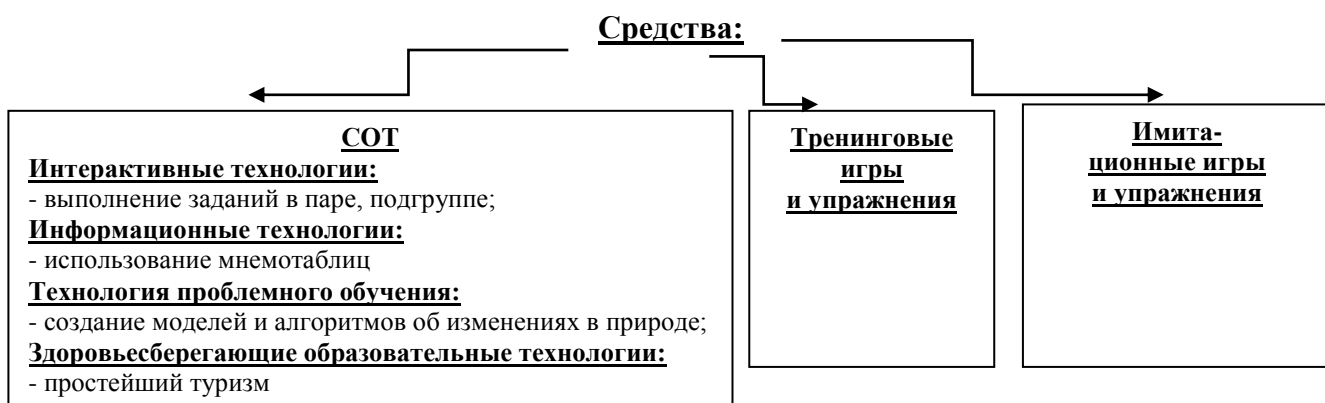 Средства:
СОТ
Интерактивные технологии:
- выполнение заданий в паре, подгруппе;
Информационные технологии:
- использование мнемотаблиц
Технология проблемного обучения:
- создание моделей и алгоритмов об изменениях в природе;
Здоровьесберегающие образовательные технологии:
- простейший туризм
Тренинговые
игры
и упражнения
Имита-
ционные игры
и упражнения